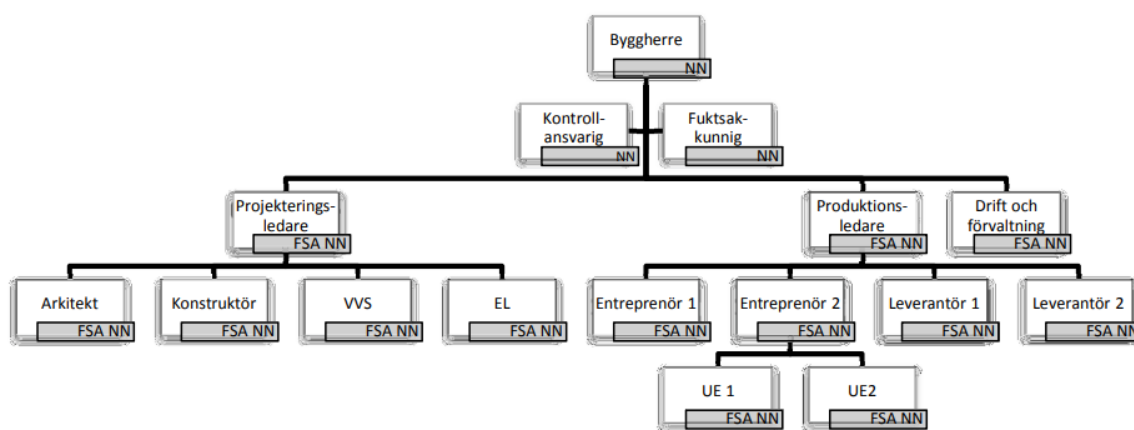 Byggherre
NN
Kontroll-
ansvarig
NN
Fuktsak-
kunnig
NN
Projekterings-
ledare
FSA NN
Produktions-
ledare
FSA NN
Drift och
förvaltning
FSA NN
Arkitekt
FSA NN
Konstruktör
FSA NN
VVS
FSA NN
EL
FSA NN
Entreprenör 1
FSA NN
Entreprenör 2
FSA NN
Leverantör 1
FSA NN
Leverantör 2
FSA NN
UE 1
FSA NN
UE2
FSA NN